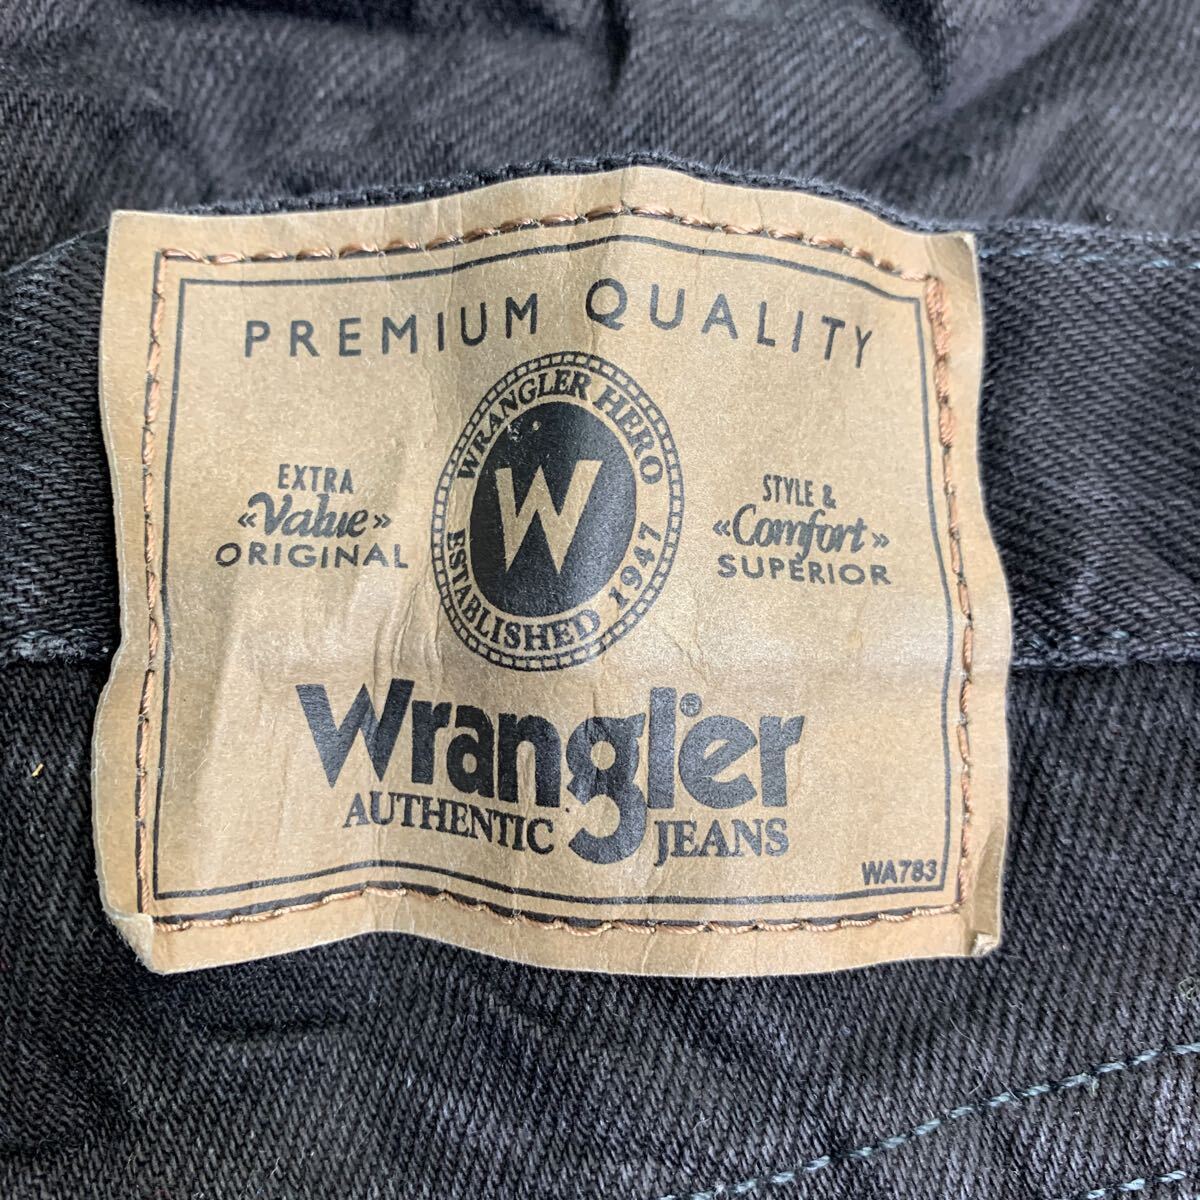 PREMIUM QUALITY
EXTRA
«Value»
ORIGINAL
WRANGLER HERO
W
ESTABLISHED 1947
STYLE &
«Comfort»
SUPERIOR
Wrangler®
AUTHENTIC JEANS
WA783